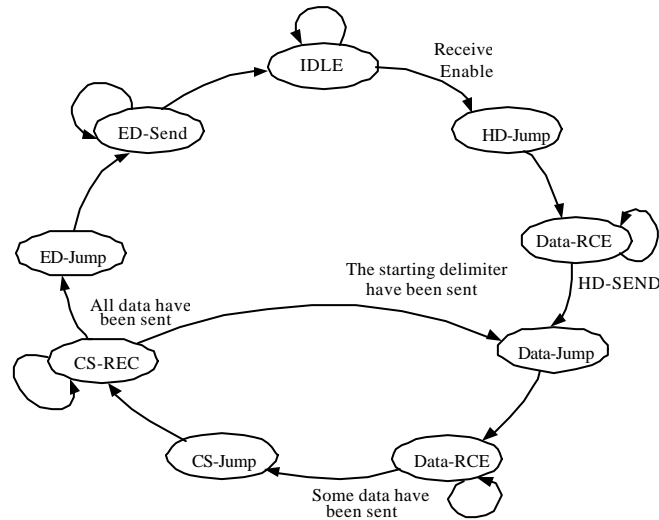 IDLE
Receive
Enable
ED-Send
HD-Jump
Data-RCE
ED-Jump
The starting delimiter
have been sent
HD-SEND
All data have
been sent
Data-Jump
CS-REC
CS-Jump
Data-RCE
Some data have
been sent